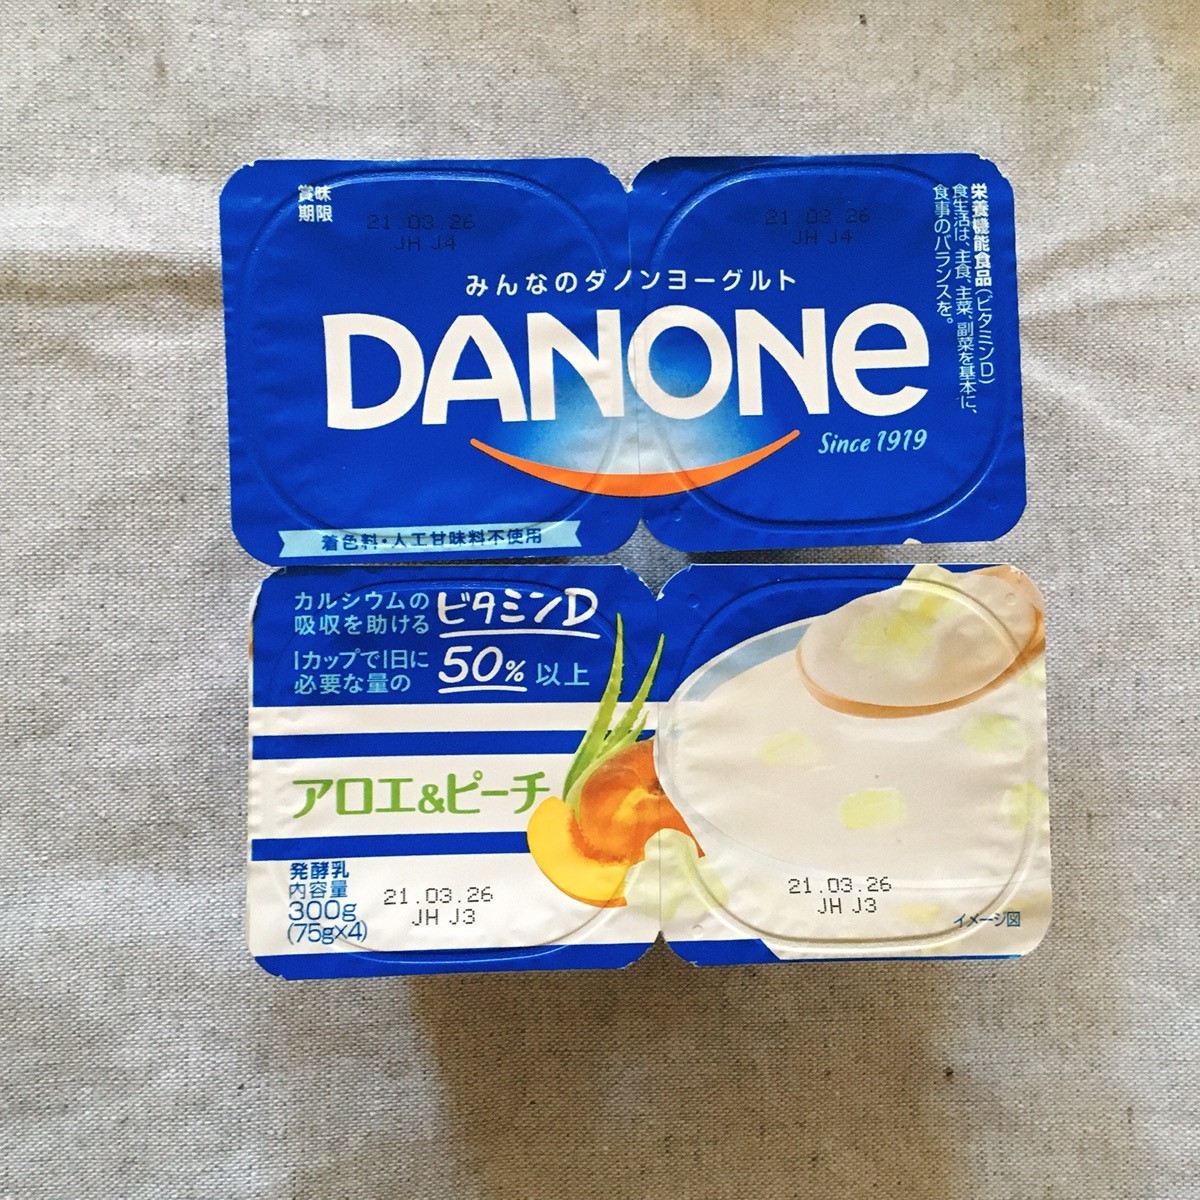 賞味
期限
21.03.26
JH J4
21.03.26
JH J4
栄養機能食品(ビタミンD)
食生活は、主食、主菜、副菜を基本に、
食事のバランスを。
みんなのダノンヨーグルト
DANONe
Since 1919
着色料・人工甘味料不使用
カルシウムの
吸収を助ける ビタミンD
1カップで1日に
必要な量の 50%以上
アロエ&ピーチ
発酵乳
内容量
300g
(75g×4)
21.03.26
JH J3
21.03.26
JH J3
イメージ図